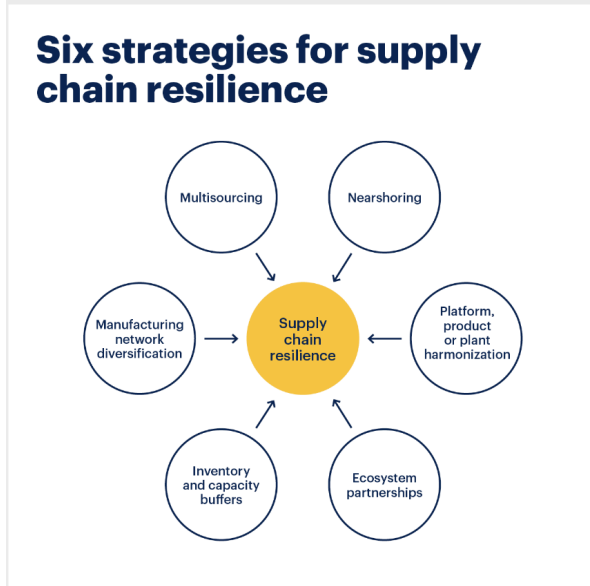 Six strategies for supply
chain resilience
Multisourcing
Nearshoring
Manufacturing
network
diversification
Supply
chain
resilience
Platform,
product
or plant
harmonization
Inventory
and capacity
buffers
Ecosystem
partnerships